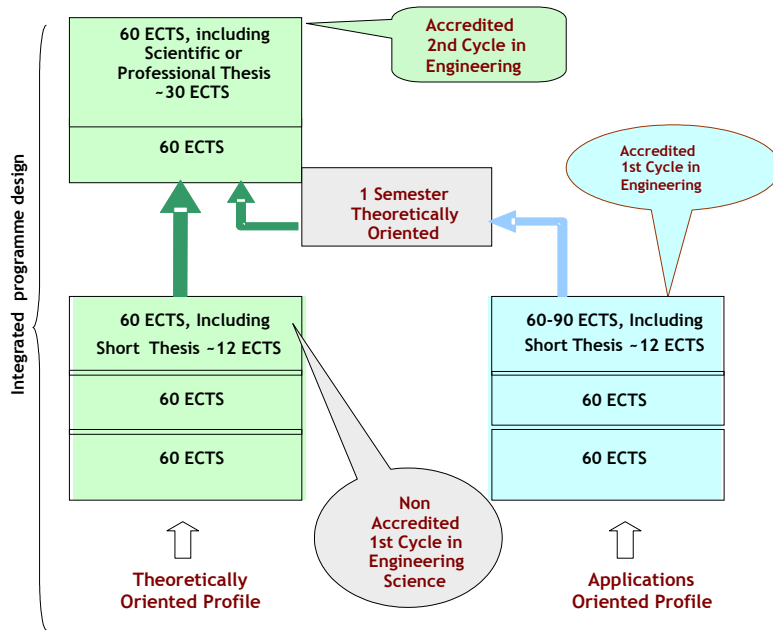 60 ECTS, including
Scientific or
Professional Thesis
~30 ECTS
60 ECTS
Accredited
2nd Cycle in
Engineering
Accredited
1st Cycle in
Engineering
1 Semester
Theoretically
Oriented
Integrated programme design
60 ECTS, Including
Short Thesis ~12 ECTS
60 ECTS
60 ECTS
60-90 ECTS, Including
Short Thesis ~12 ECTS
60 ECTS
60 ECTS
Non
Accredited
1st Cycle in
Engineering
Science
Theoretically
Oriented Profile
Applications
Oriented Profile